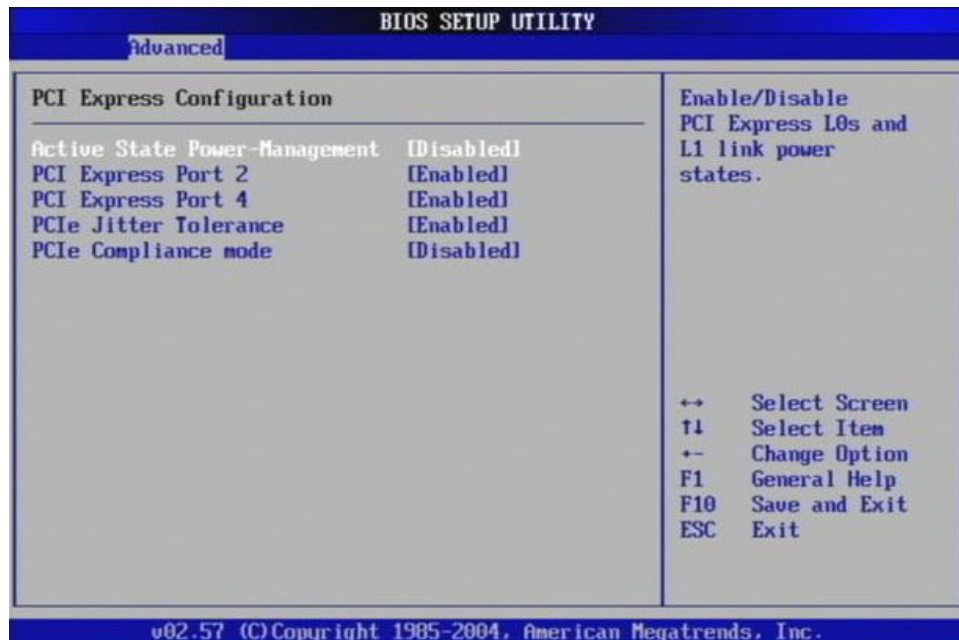 BIOS SETUP UTILITY
Advanced
PCI Express Configuration
Active State Power-Management [Disabled]
PCI Express Port 2 [Enabled]
PCI Express Port 4 [Enabled]
PCIe Jitter Tolerance [Enabled]
PCIe Compliance mode [Disabled]
Enable/Disable
PCI Express L0s and
L1 link power
states.
↔ Select Screen
↑↓ Select Item
+- Change Option
F1 General Help
F10 Save and Exit
ESC Exit
v02.57 (C)Copyright 1985-2004, American Megatrends, Inc.